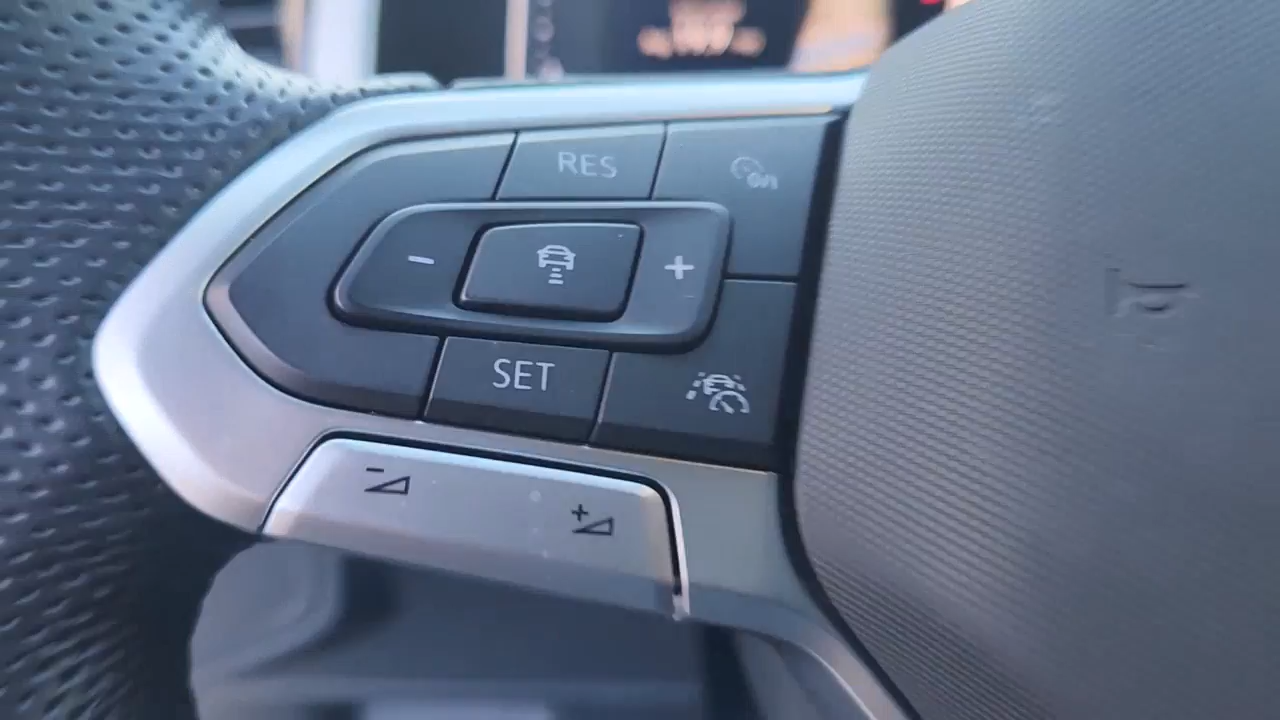 RES
- +
SET
-
+